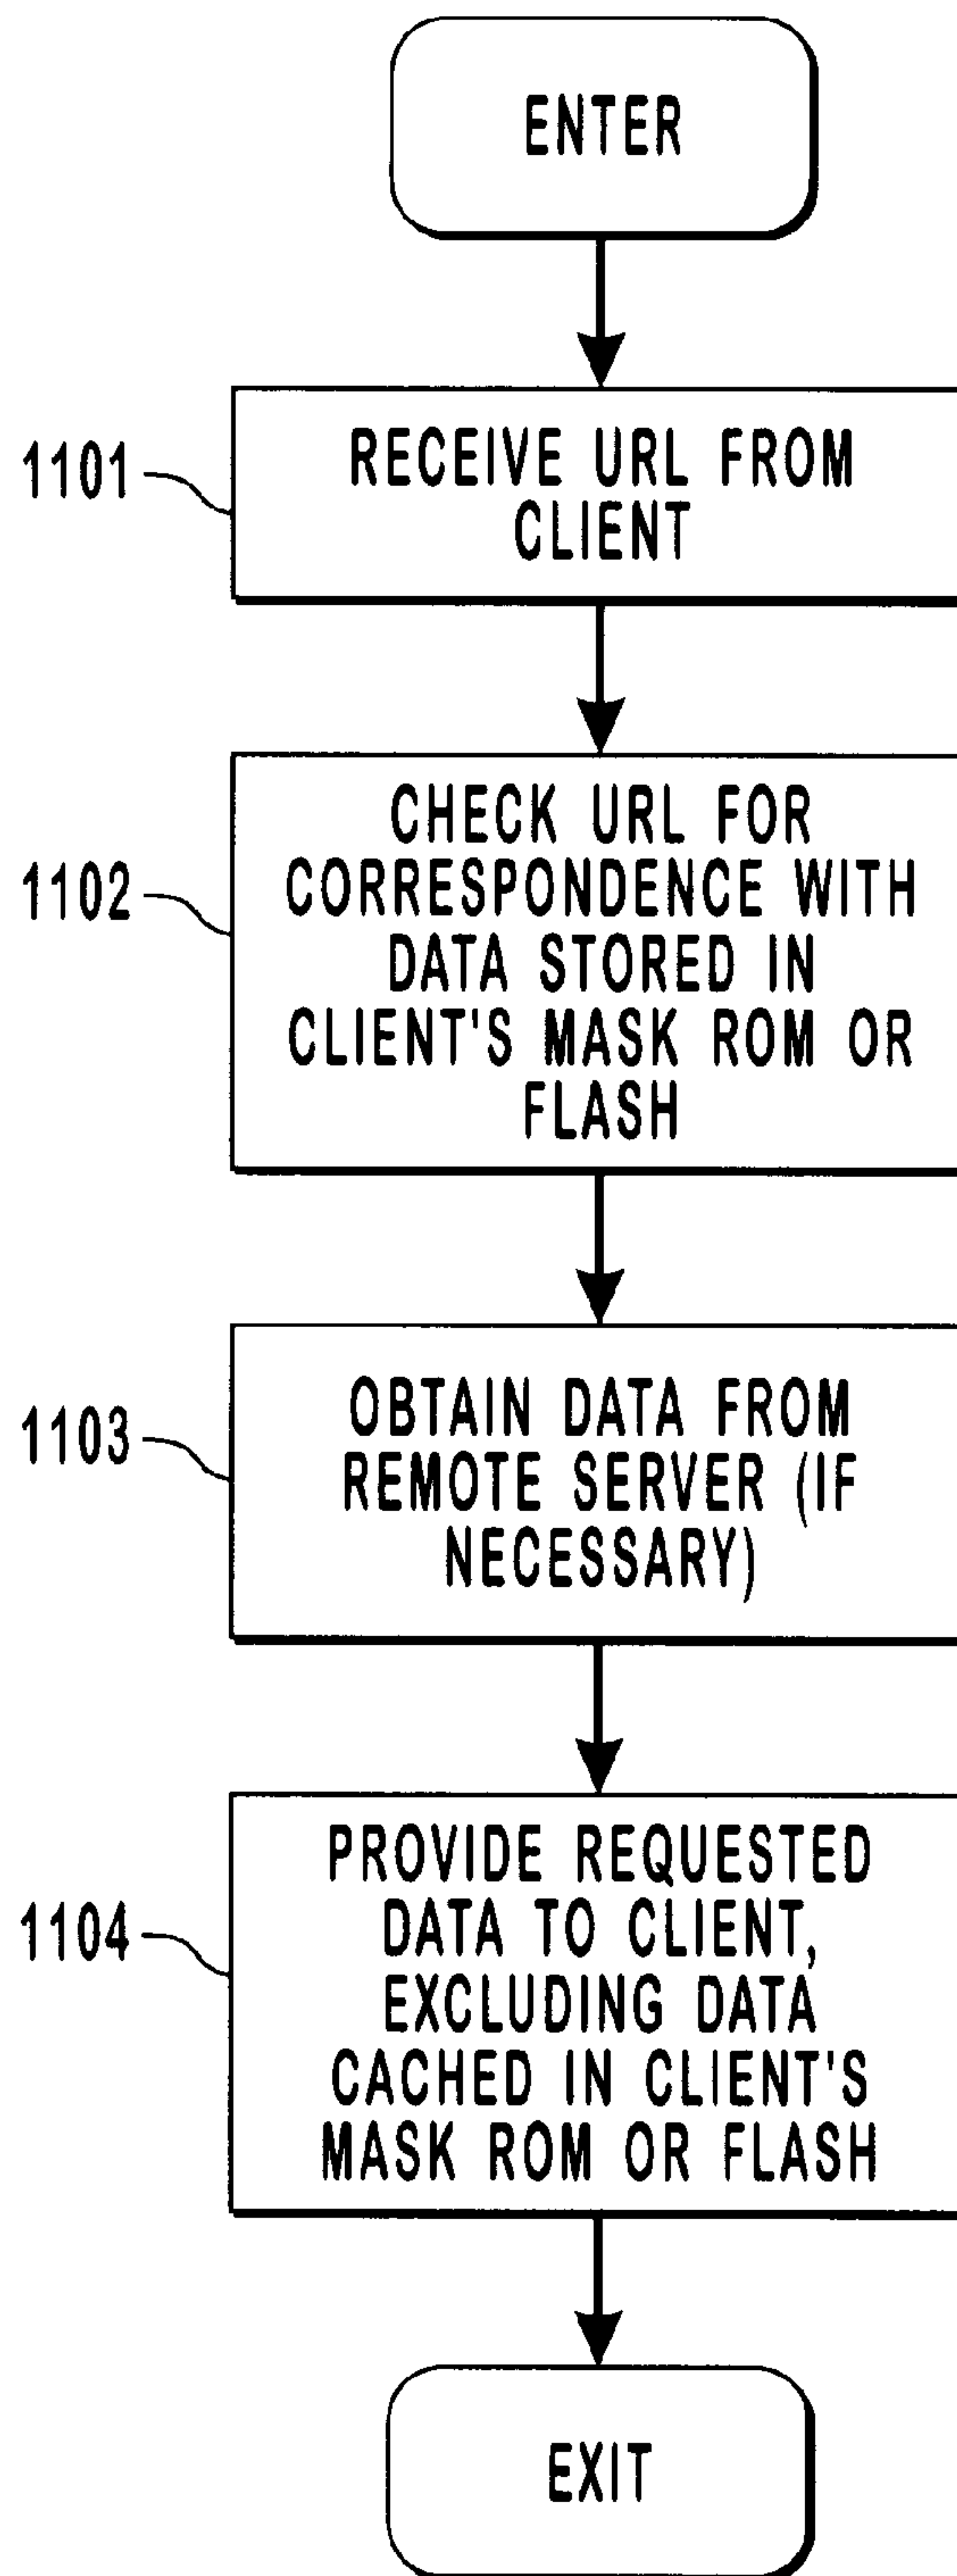 ENTER
1101
RECEIVE URL FROM
CLIENT
1102
CHECK URL FOR
CORRESPONDENCE WITH
DATA STORED IN
CLIENT'S MASK ROM OR
FLASH
1103
OBTAIN DATA FROM
REMOTE SERVER (IF
NECESSARY)
1104
PROVIDE REQUESTED
DATA TO CLIENT,
EXCLUDING DATA
CACHED IN CLIENT'S
MASK ROM OR FLASH
EXIT